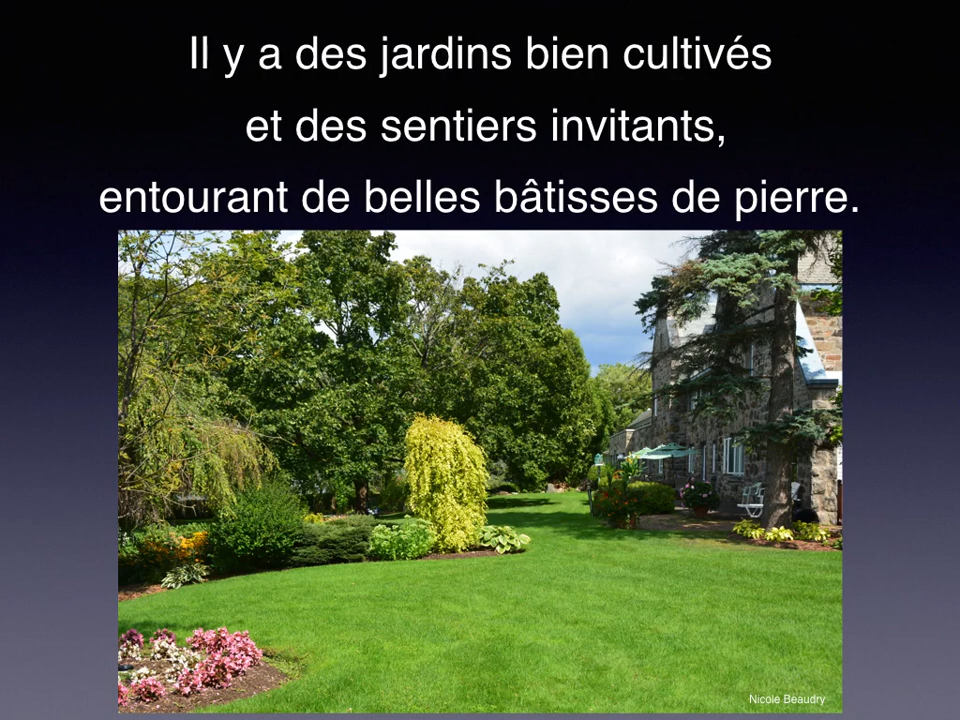 Il y a des jardins bien cultivés
et des sentiers invitants,
entourant de belles bâtisses de pierre.
Nicole Beaudry